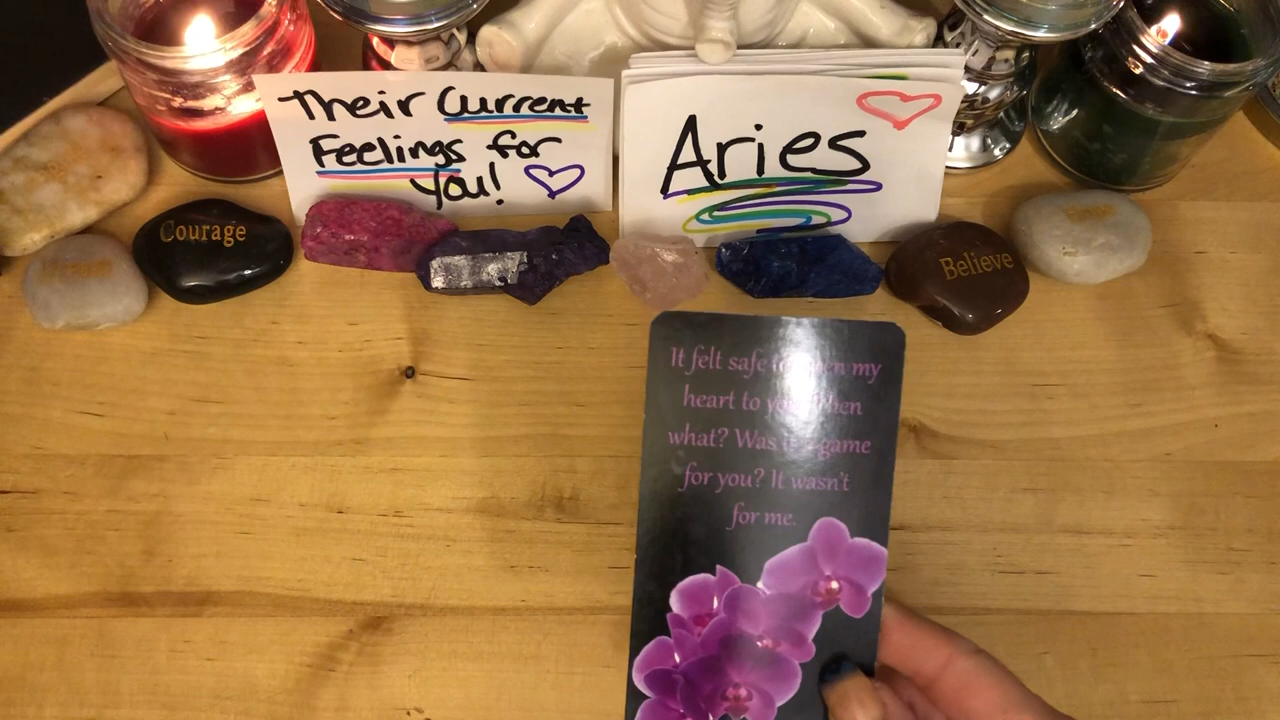 Their Current
Feelings for
you!
Aries
Courage
Believe
It felt safe my
heart to
what? Was game
for you? It wasn't
for me.